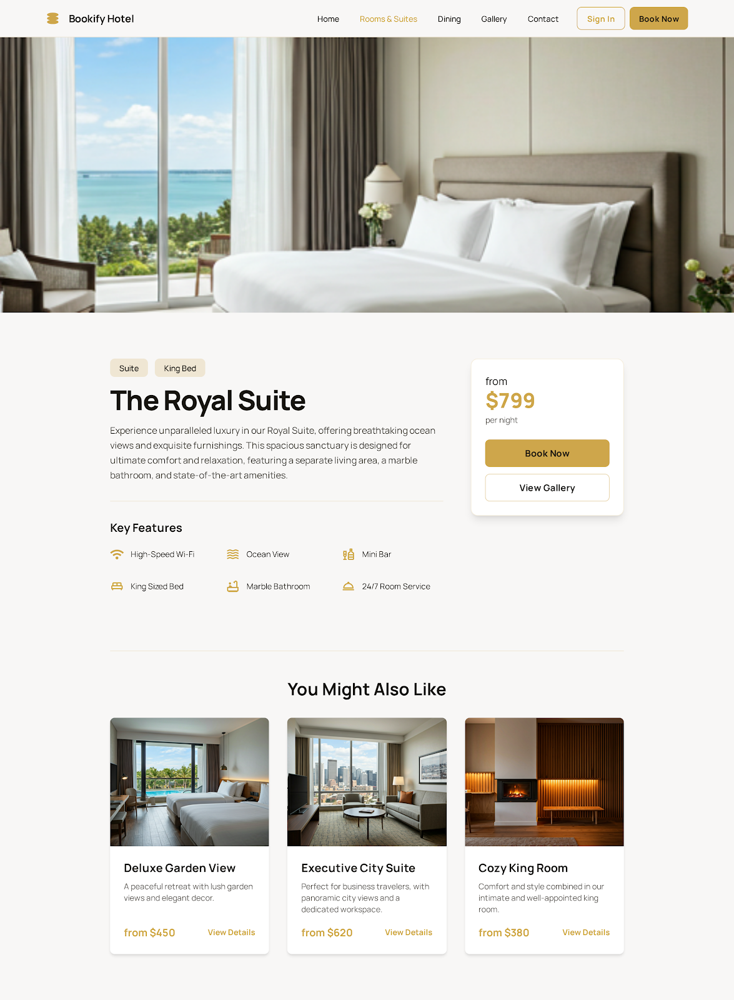 Bookify Hotel
Home
Rooms & Suites
Dining
Gallery
Contact
Sign In
Book Now
Suite
King Bed
The Royal Suite
Experience unparalleled luxury in our Royal Suite, offering breathtaking ocean
views and exquisite furnishings. This spacious sanctuary is designed for
ultimate comfort and relaxation, featuring a separate living area, a marble
bathroom, and state-of-the-art amenities.
from
$799
per night
Book Now
View Gallery
Key Features
High-Speed Wi-Fi
Ocean View
Mini Bar
King Sized Bed
Marble Bathroom
24/7 Room Service
You Might Also Like
Deluxe Garden View
A peaceful retreat with lush garden
views and elegant decor.
from $450
View Details
Executive City Suite
Perfect for business travelers, with
panoramic city views and a
dedicated workspace.
from $620
View Details
Cozy King Room
Comfort and style combined in our
intimate and well-appointed king
room.
from $380
View Details